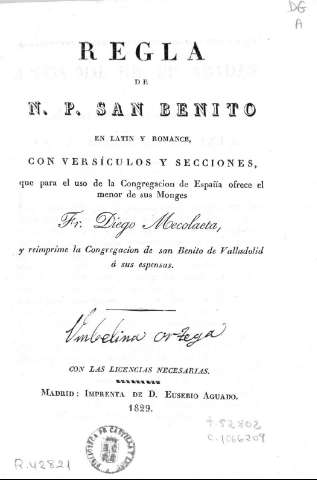 DG
A
REGLA
DE
N. P. SAN BENITO
EN LATIN Y ROMANCE,
CON VERSÍCULOS Y SECCIONES,
que para el uso de la Congregacion de España ofrece el
menor de sus Monges
Fr. Diego Mecolaeta,
y reimprime la Congregacion de san Benito de Valladolid
á sus espensas.
Umbelina ortega
CON LAS LICENCIAS NECESARIAS.
MADRID: IMPRENTA DE D. EUSEBIO AGUADO.
1829.
t-52802
C.1066209
R.42821